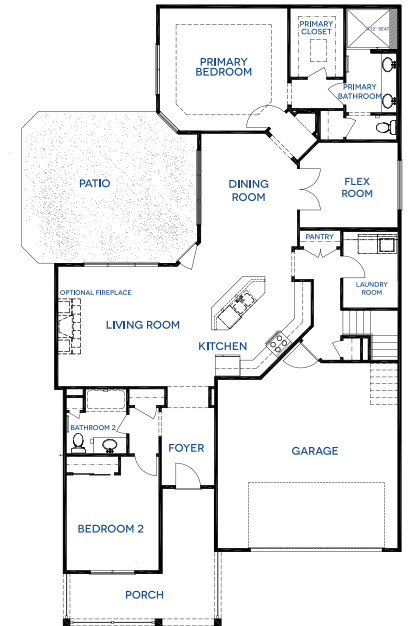 PRIMARY
CLOSET
12" SEAT
PRIMARY
BEDROOM
PRIMARY
BATHROOM
PATIO
DINING
ROOM
FLEX
ROOM
PANTRY
LAUNDRY
ROOM
OPTIONAL FIREPLACE
LIVING ROOM
KITCHEN
BATHROOM 2
FOYER
GARAGE
BEDROOM 2
PORCH